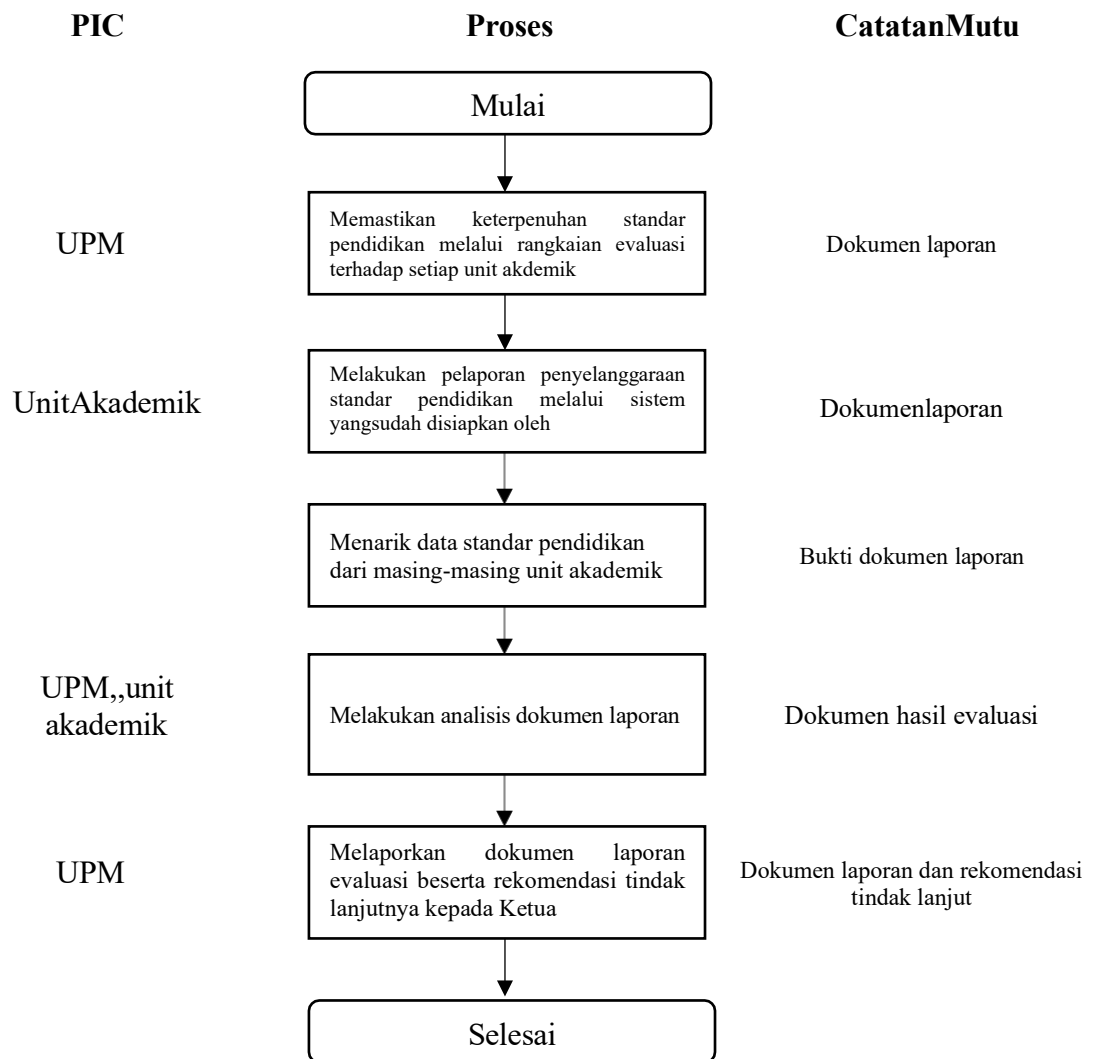 PIC
Proses
CatatanMutu
Mulai
UPM
Memastikan keterpenuhan standar
pendidikan melalui rangkaian evaluasi
terhadap setiap unit akdemik
Dokumen laporan
UnitAkademik
Melakukan pelaporan penyelanggaraan
standar pendidikan melalui sistem
yangsudah disiapkan oleh
Dokumenlaporan
Menarik data standar pendidikan
dari masing-masing unit akademik
Bukti dokumen laporan
UPM,,unit
akademik
Melakukan analisis dokumen laporan
Dokumen hasil evaluasi
UPM
Melaporkan dokumen laporan
evaluasi beserta rekomendasi tindak
lanjutnya kepada Ketua
Dokumen laporan dan rekomendasi
tindak lanjut
Selesai